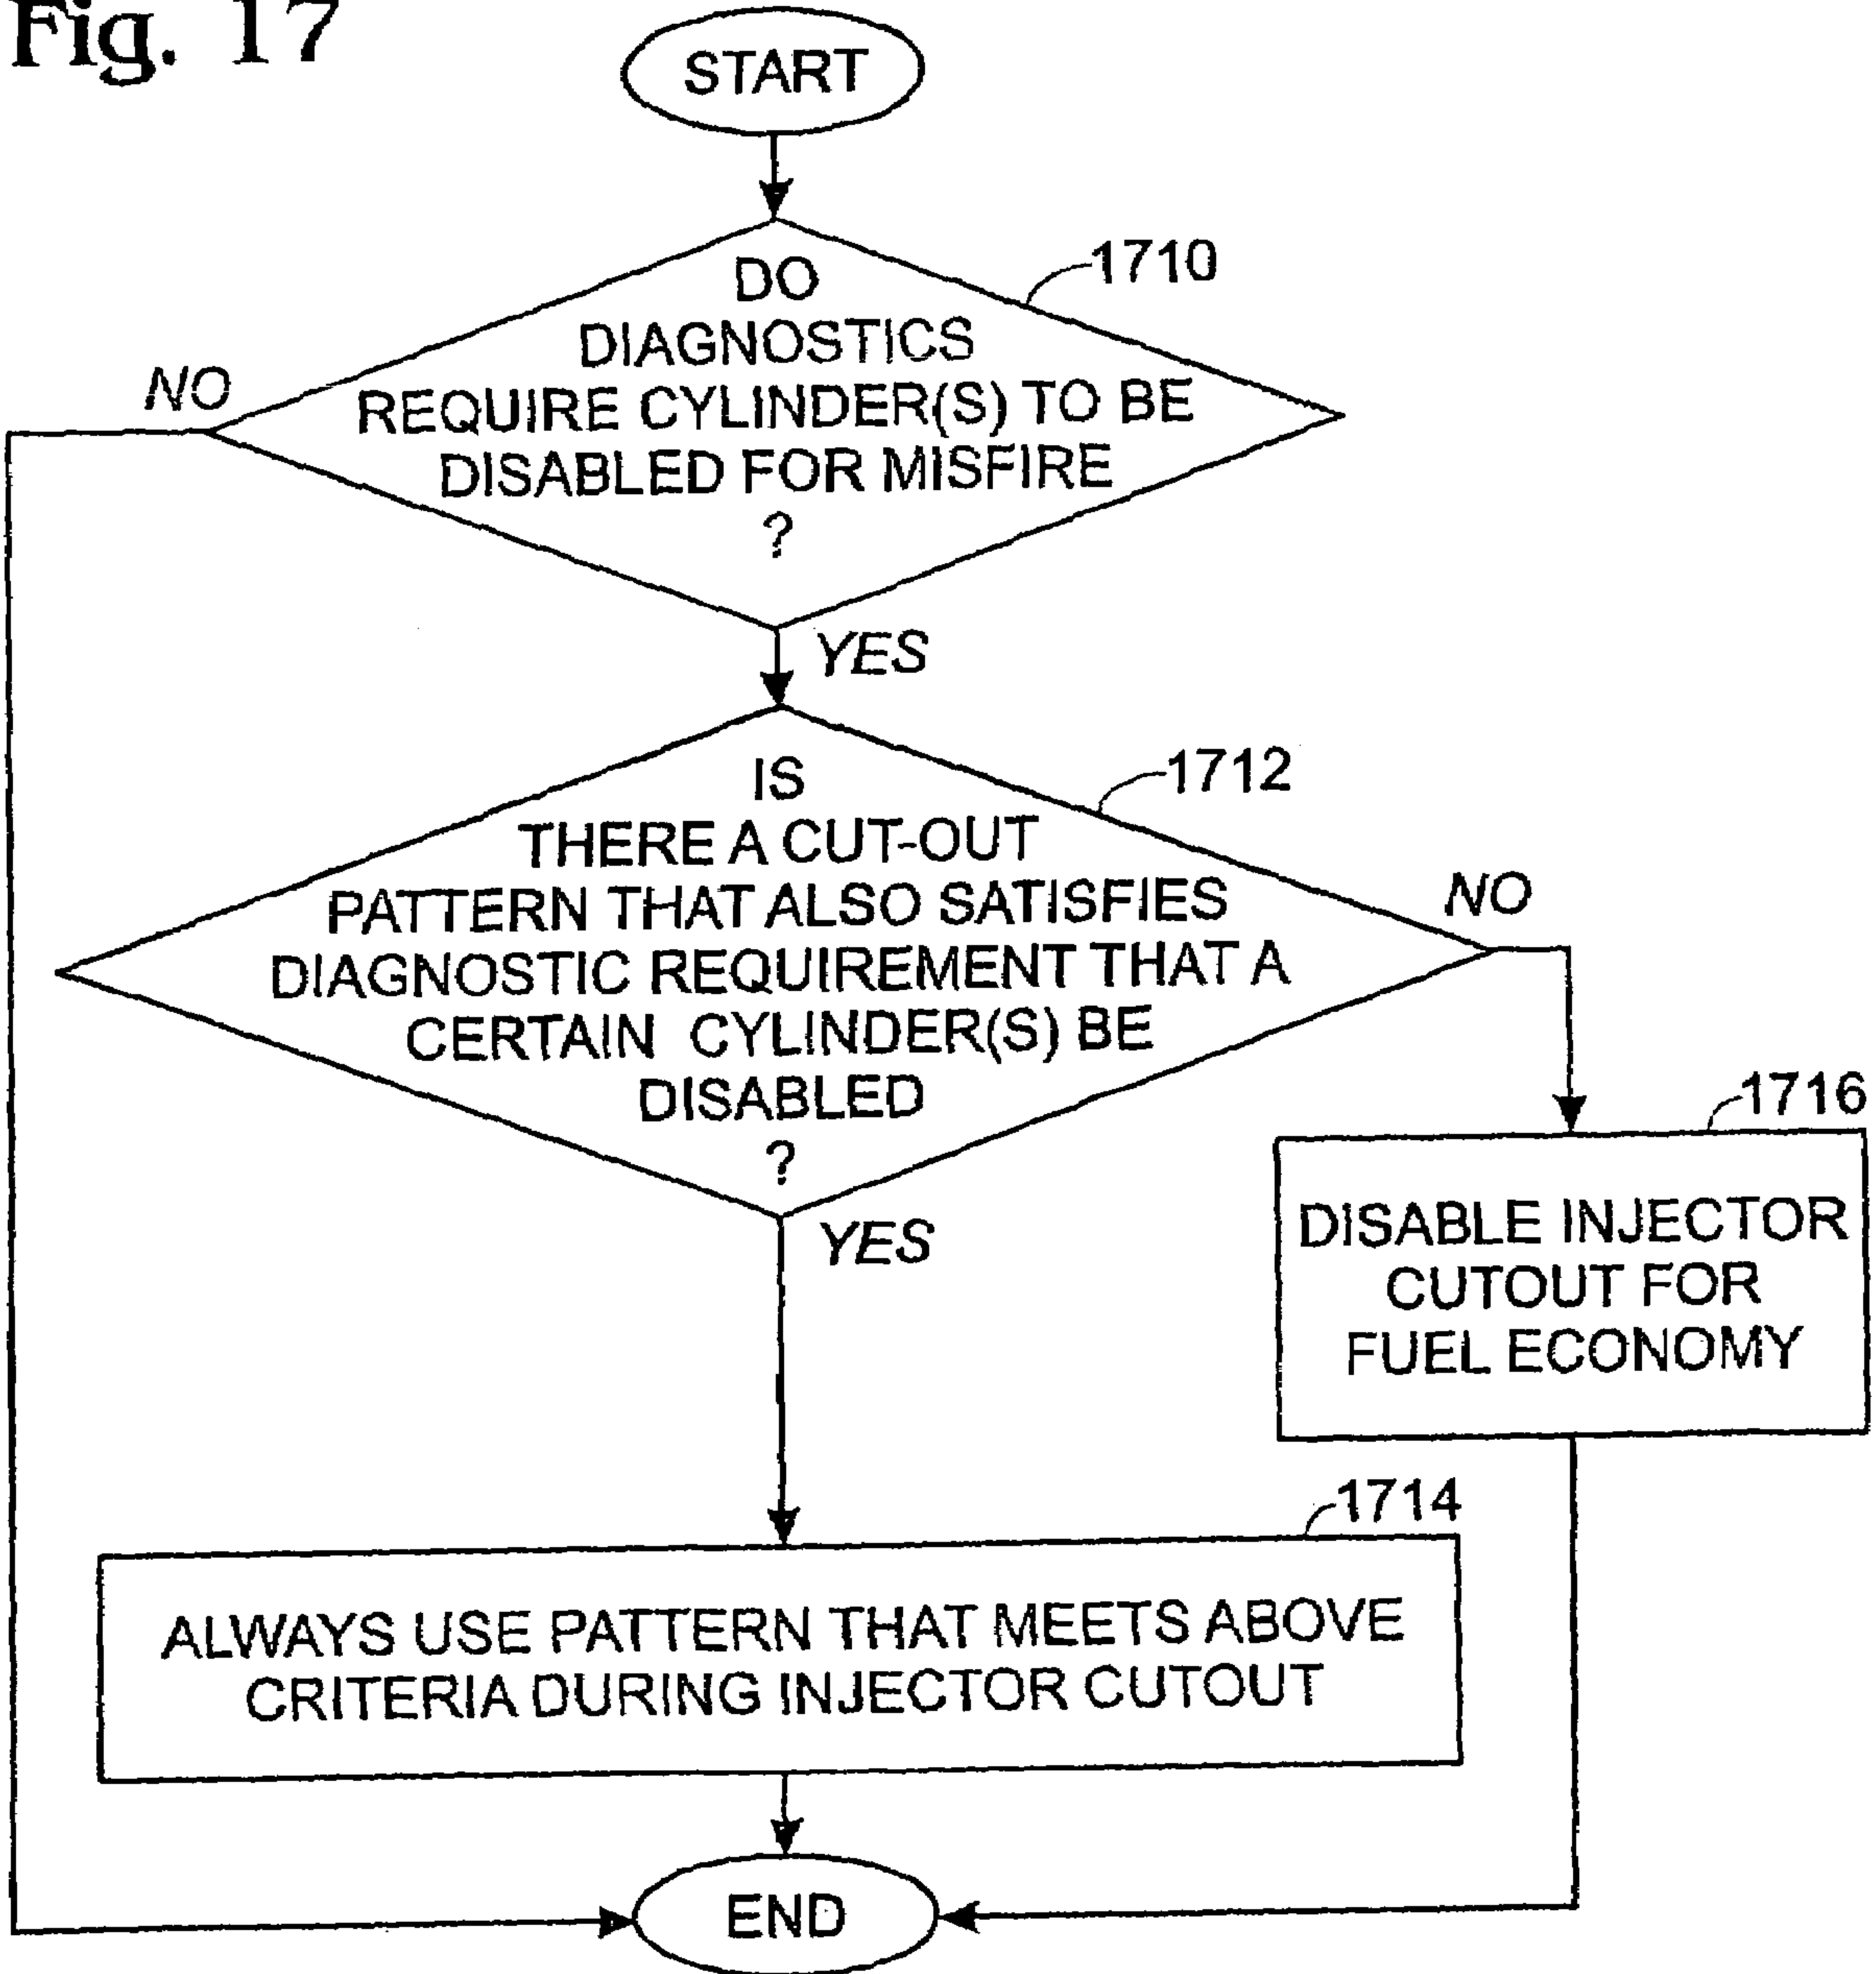 Fig. 17
START
1710
DO
DIAGNOSTICS
REQUIRE CYLINDER(S) TO BE
DISABLED FOR MISFIRE
?
NO
YES
1712
IS
THERE A CUT-OUT
PATTERN THAT ALSO SATISFIES
DIAGNOSTIC REQUIREMENT THAT A
CERTAIN CYLINDER(S) BE
DISABLED
?
NO
YES
1716
DISABLE INJECTOR
CUTOUT FOR
FUEL ECONOMY
1714
ALWAYS USE PATTERN THAT MEETS ABOVE
CRITERIA DURING INJECTOR CUTOUT
END